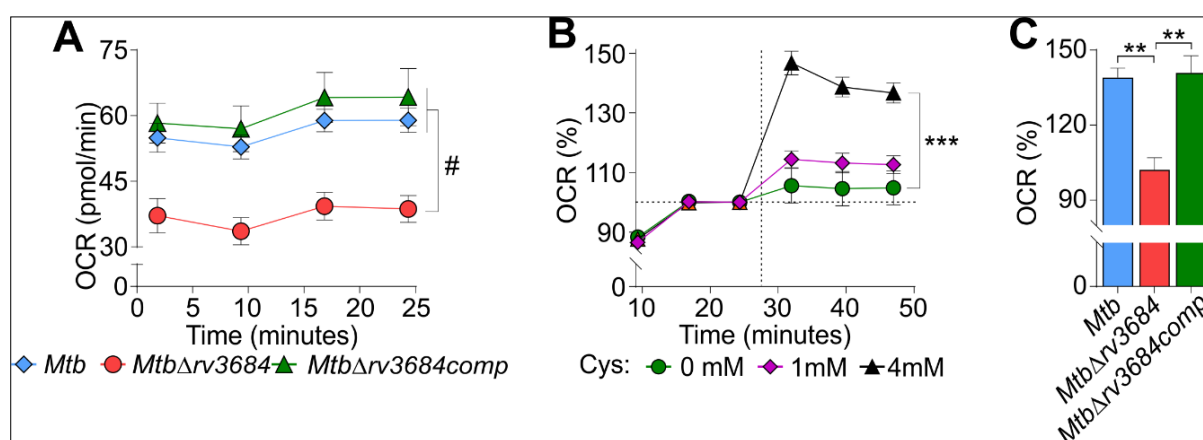 A
OCR (pmol/min)
75
60
45
30
0
#
0 5 10 15 20 25
Time (minutes)
Mtb MtbΔrv3684 MtbΔrv3684comp
B
OCR (%)
150
130
110
90
0
***
10 20 30 40 50
Time (minutes)
Cys: 0 mM 1mM 4mM
C
OCR (%)
** **
150
120
90
0
Mtb
MtbΔrv3684
MtbΔrv3684comp